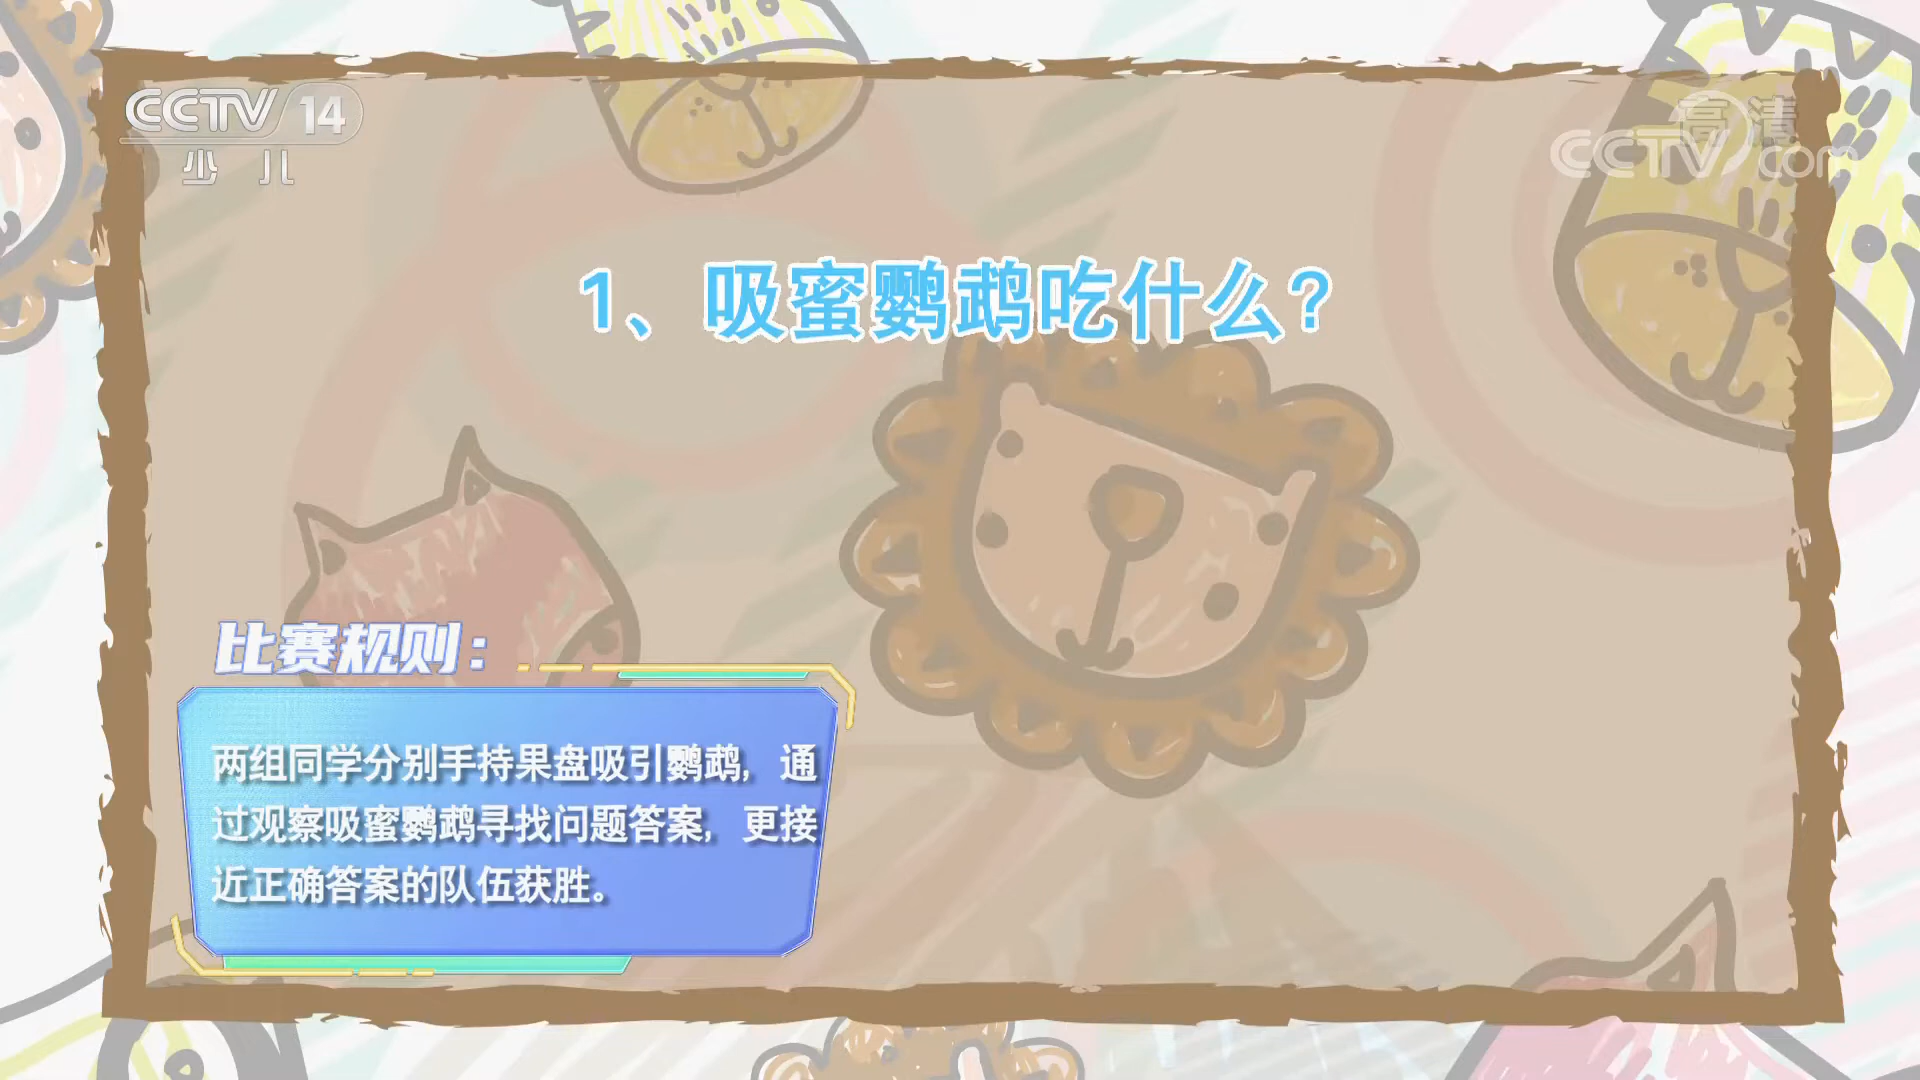 CCTV 14
少儿
高清
CCTV.com
1、吸蜜鹦鹉吃什么?
比赛规则:
两组同学分别手持果盘吸引鹦鹉,通
过观察吸蜜鹦鹉寻找问题答案,更接
近正确答案的队伍获胜。